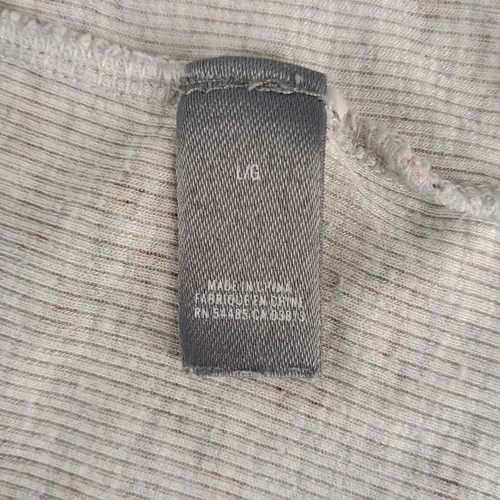 L/G
MADE IN CHINA
FABRIQUÉ EN CHINE
RN 54485 CA 03813